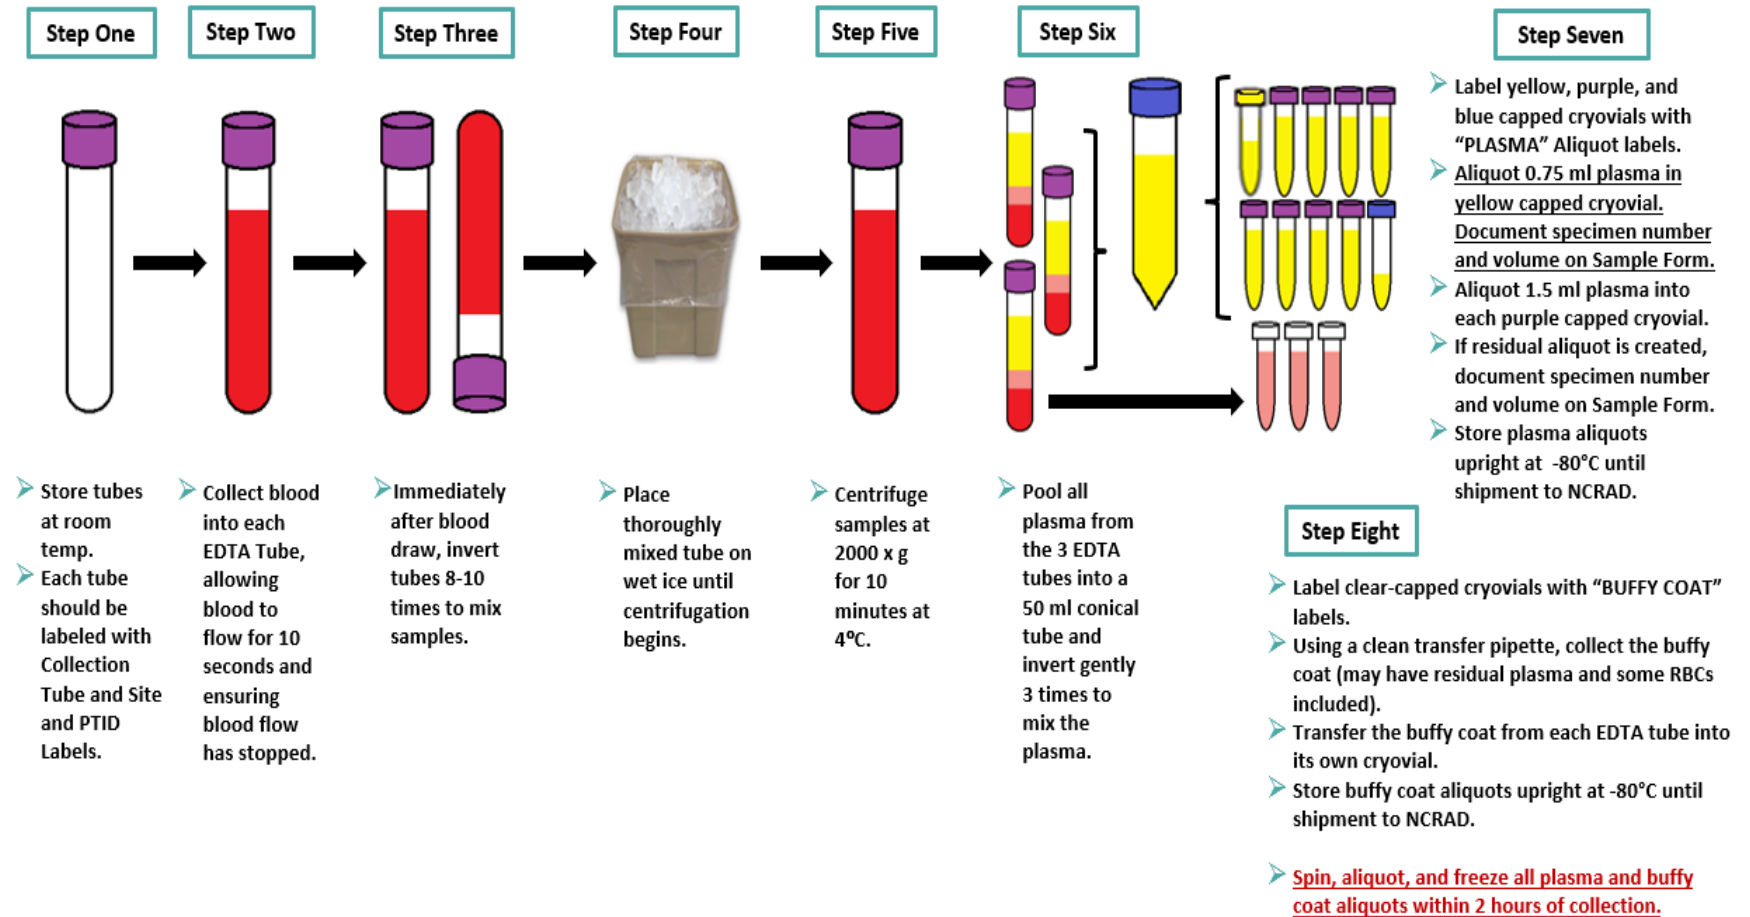 Step One
Store tubes
at room
temp.
Each tube
should be
labeled with
Collection
Tube and Site
and PTID
Labels.
Step Two
Collect blood
into each
EDTA Tube,
allowing
blood to
flow for 10
seconds and
ensuring
blood flow
has stopped.
Step Three
Immediately
after blood
draw, invert
tubes 8-10
times to mix
samples.
Step Four
Place
thoroughly
mixed tube on
wet ice until
centrifugation
begins.
Step Five
Centrifuge
samples at
2000 x g
for 10
minutes at
4°C.
Step Six
Pool all
plasma from
the 3 EDTA
tubes into a
50 ml conical
tube and
invert gently
3 times to
mix the
plasma.
Step Seven
Label yellow, purple, and
blue capped cryovials with
“PLASMA” Aliquot labels.
Aliquot 0.75 ml plasma in
yellow capped cryovial.
Document specimen number
and volume on Sample Form.
Aliquot 1.5 ml plasma into
each purple capped cryovial.
If residual aliquot is created,
document specimen number
and volume on Sample Form.
Store plasma aliquots
upright at -80°C until
shipment to NCRAD.
Step Eight
Label clear-capped cryovials with “BUFFY COAT”
labels.
Using a clean transfer pipette, collect the buffy
coat (may have residual plasma and some RBCs
included).
Transfer the buffy coat from each EDTA tube into
its own cryovial.
Store buffy coat aliquots upright at -80°C until
shipment to NCRAD.
Spin, aliquot, and freeze all plasma and buffy
coat aliquots within 2 hours of collection.